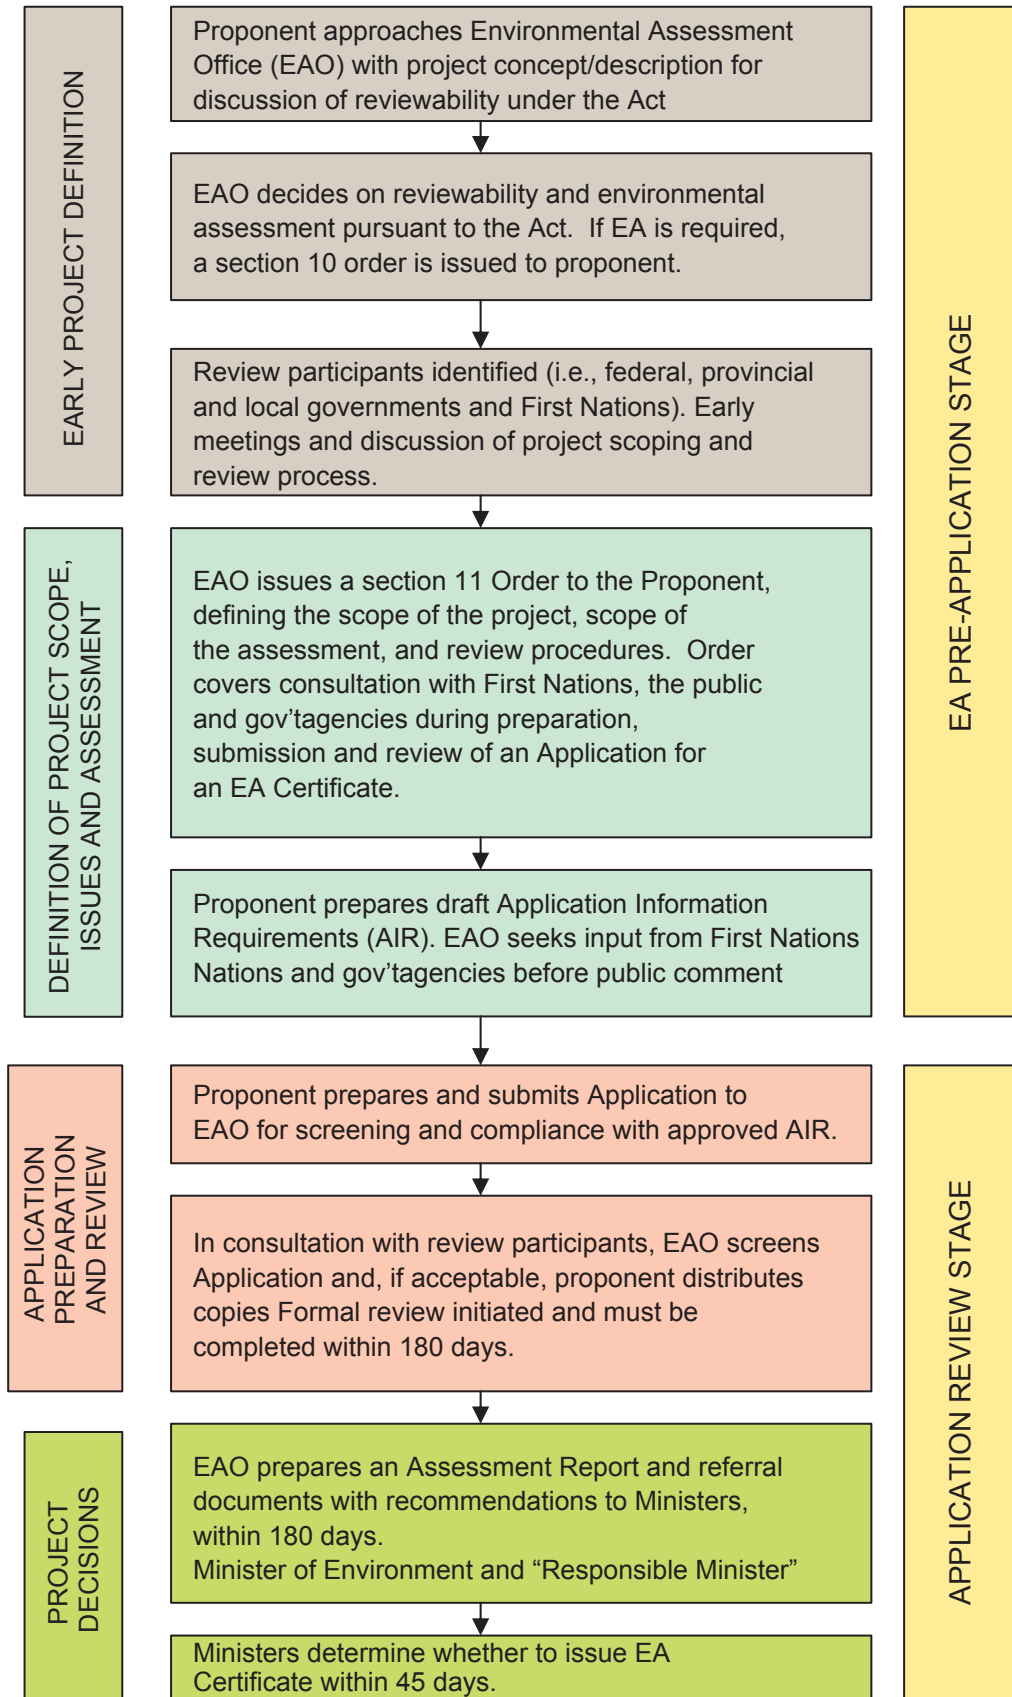 EARLY PROJECT DEFINITION
Proponent approaches Environmental Assessment
Office (EAO) with project concept/description for
discussion of reviewability under the Act
EAO decides on reviewability and environmental
assessment pursuant to the Act.  If EA is required,
a section 10 order is issued to proponent.
Review participants identified (i.e., federal, provincial
and local governments and First Nations). Early
meetings and discussion of project scoping and
review process.
EA PRE-APPLICATION STAGE
DEFINITION OF PROJECT SCOPE,
ISSUES AND ASSESSMENT
EAO issues a section 11 Order to the Proponent,
defining the scope of the project, scope of
the assessment, and review procedures.  Order
covers consultation with First Nations, the public
and gov'tagencies during preparation,
submission and review of an Application for
an EA Certificate.
Proponent prepares draft Application Information
Requirements (AIR). EAO seeks input from First Nations
Nations and gov'tagencies before public comment
APPLICATION
PREPARATION
AND REVIEW
Proponent prepares and submits Application to
EAO for screening and compliance with approved AIR.
In consultation with review participants, EAO screens
Application and, if acceptable, proponent distributes
copies Formal review initiated and must be
completed within 180 days.
APPLICATION REVIEW STAGE
PROJECT
DECISIONS
EAO prepares an Assessment Report and referral
documents with recommendations to Ministers,
within 180 days.
Minister of Environment and “Responsible Minister”
Ministers determine whether to issue EA
Certificate within 45 days.